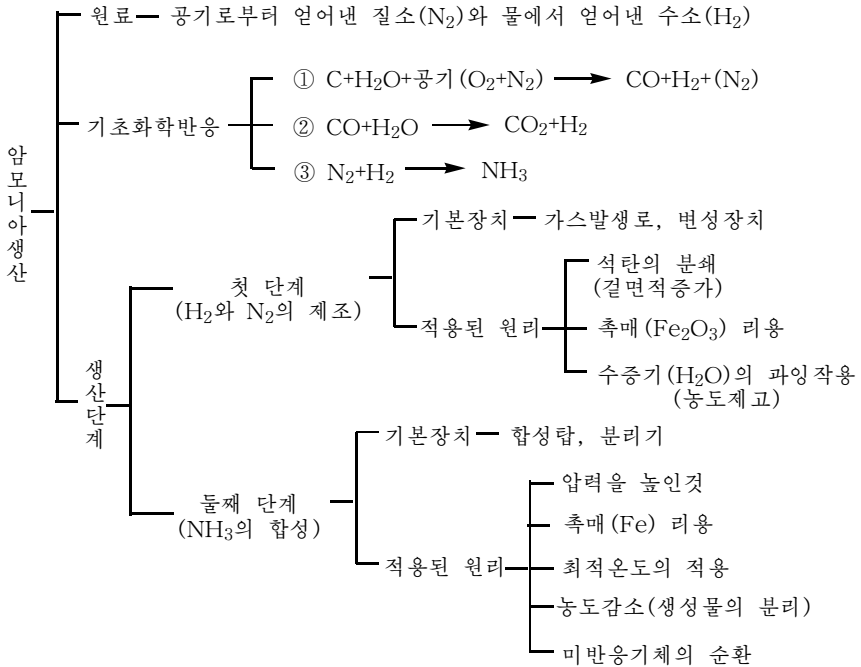 원료 공기로부터 얻어낸 질소(N₂)와 물에서 얻어낸 수소(H₂)
① C+H₂O+공기(O₂+N₂) → CO+H₂+(N₂)
기초화학반응
② CO+H₂O → CO₂+H₂
③ N₂+H₂ → NH₃
암모니아생산
생산단계
첫 단계
(H₂와 N₂의 제조)
기본장치 가스발생로, 변성장치
적용된 원리
석탄의 분쇄
(겉면적증가)
촉매(Fe₂O₃) 리용
수증기(H₂O)의 과잉작용
(농도제고)
둘째 단계
(NH₃의 합성)
기본장치 합성탑, 분리기
적용된 원리
압력을 높인것
촉매(Fe) 리용
최적온도의 적용
농도감소(생성물의 분리)
미반응기체의 순환